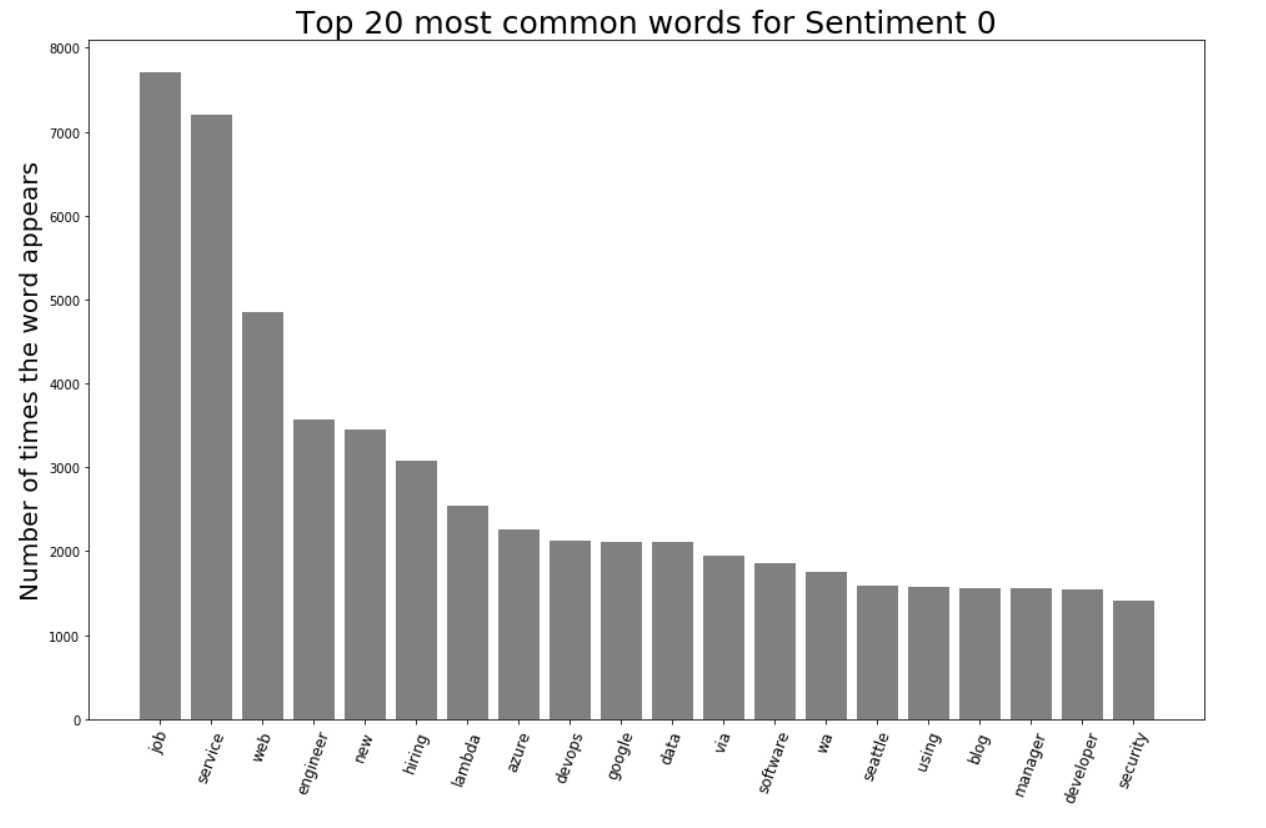 Top 20 most common words for Sentiment 0
Number of times the word appears
8000
7000
6000
5000
4000
3000
2000
1000
0
job
service
web
engineer
new
hiring
lambda
azure
devops
google
data
via
software
wa
seattle
using
blog
manager
developer
security